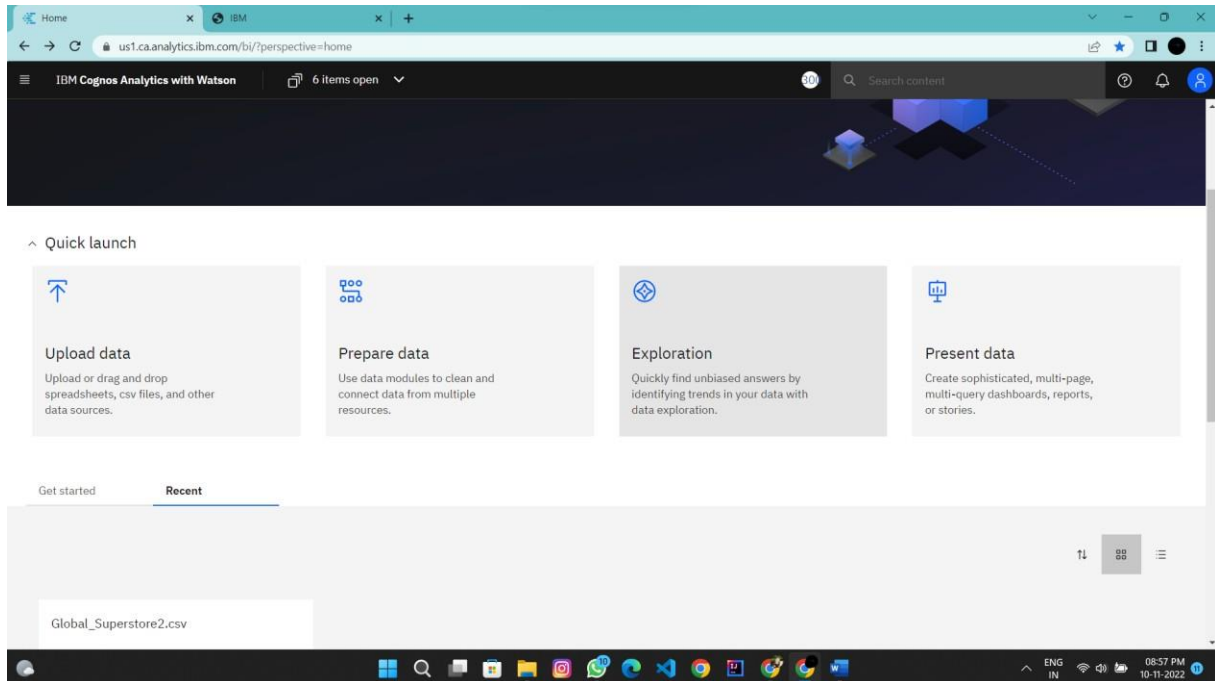 Home
IBM
us1.ca.analytics.ibm.com/bi/?perspective=home
IBM Cognos Analytics with Watson
6 items open
Search content
Quick launch
Upload data
Upload or drag and drop
spreadsheets, csv files, and other
data sources.
Prepare data
Use data modules to clean and
connect data from multiple
resources.
Exploration
Quickly find unbiased answers by
identifying trends in your data with
data exploration.
Present data
Create sophisticated, multi-page,
multi-query dashboards, reports,
or stories.
Get started
Recent
Global_Superstore2.csv
10
ENG
IN
08:57 PM
10-11-2022
11